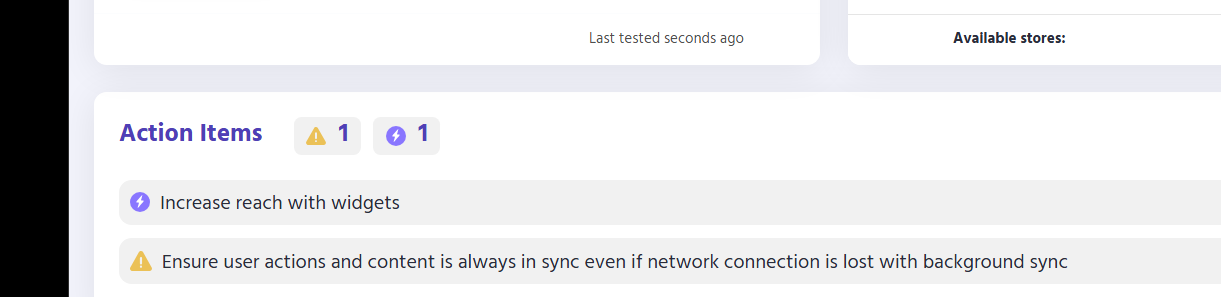 Last tested seconds ago
Available stores:
Action Items 1 1
Increase reach with widgets
Ensure user actions and content is always in sync even if network connection is lost with background sync